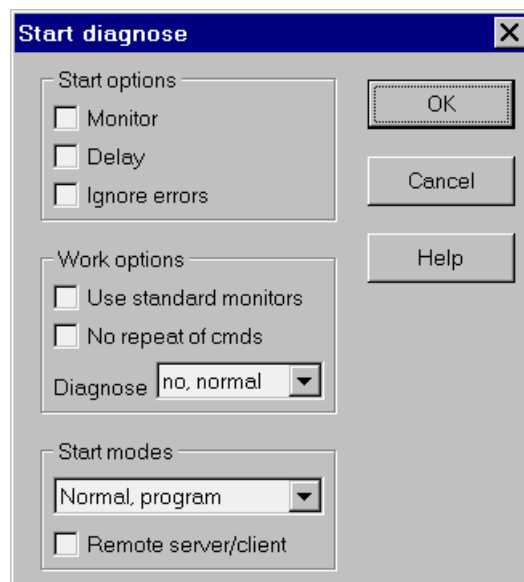 Start diagnose
Start options
Monitor
Delay
Ignore errors
OK
Cancel
Help
Work options
Use standard monitors
No repeat of cmds
Diagnose no, normal
Start modes
Normal, program
Remote server/client